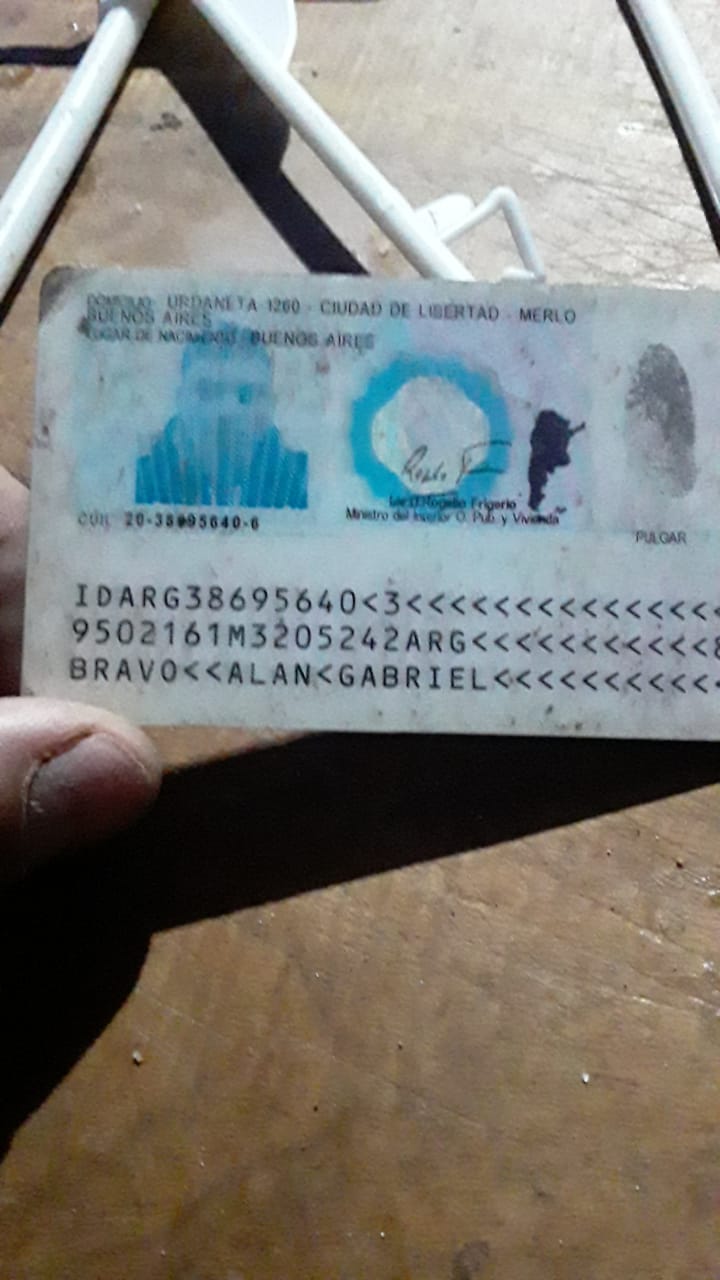 DOMICILIO: URDANETA 1260 - CIUDAD DE LIBERTAD - MERLO
BUENOS AIRES
LUGAR DE NACIMIENTO: BUENOS AIRES
Rogelio Frigerio
Ministro del Interior O. Pub. y Vivienda
CUIL 20-38695640-6
PULGAR
IDARG38695640<3<<<<<<<<<<<<<<<
9502161M3205242ARG<<<<<<<<<<<8
BRAVO<<ALAN<GABRIEL<<<<<<<<<<<